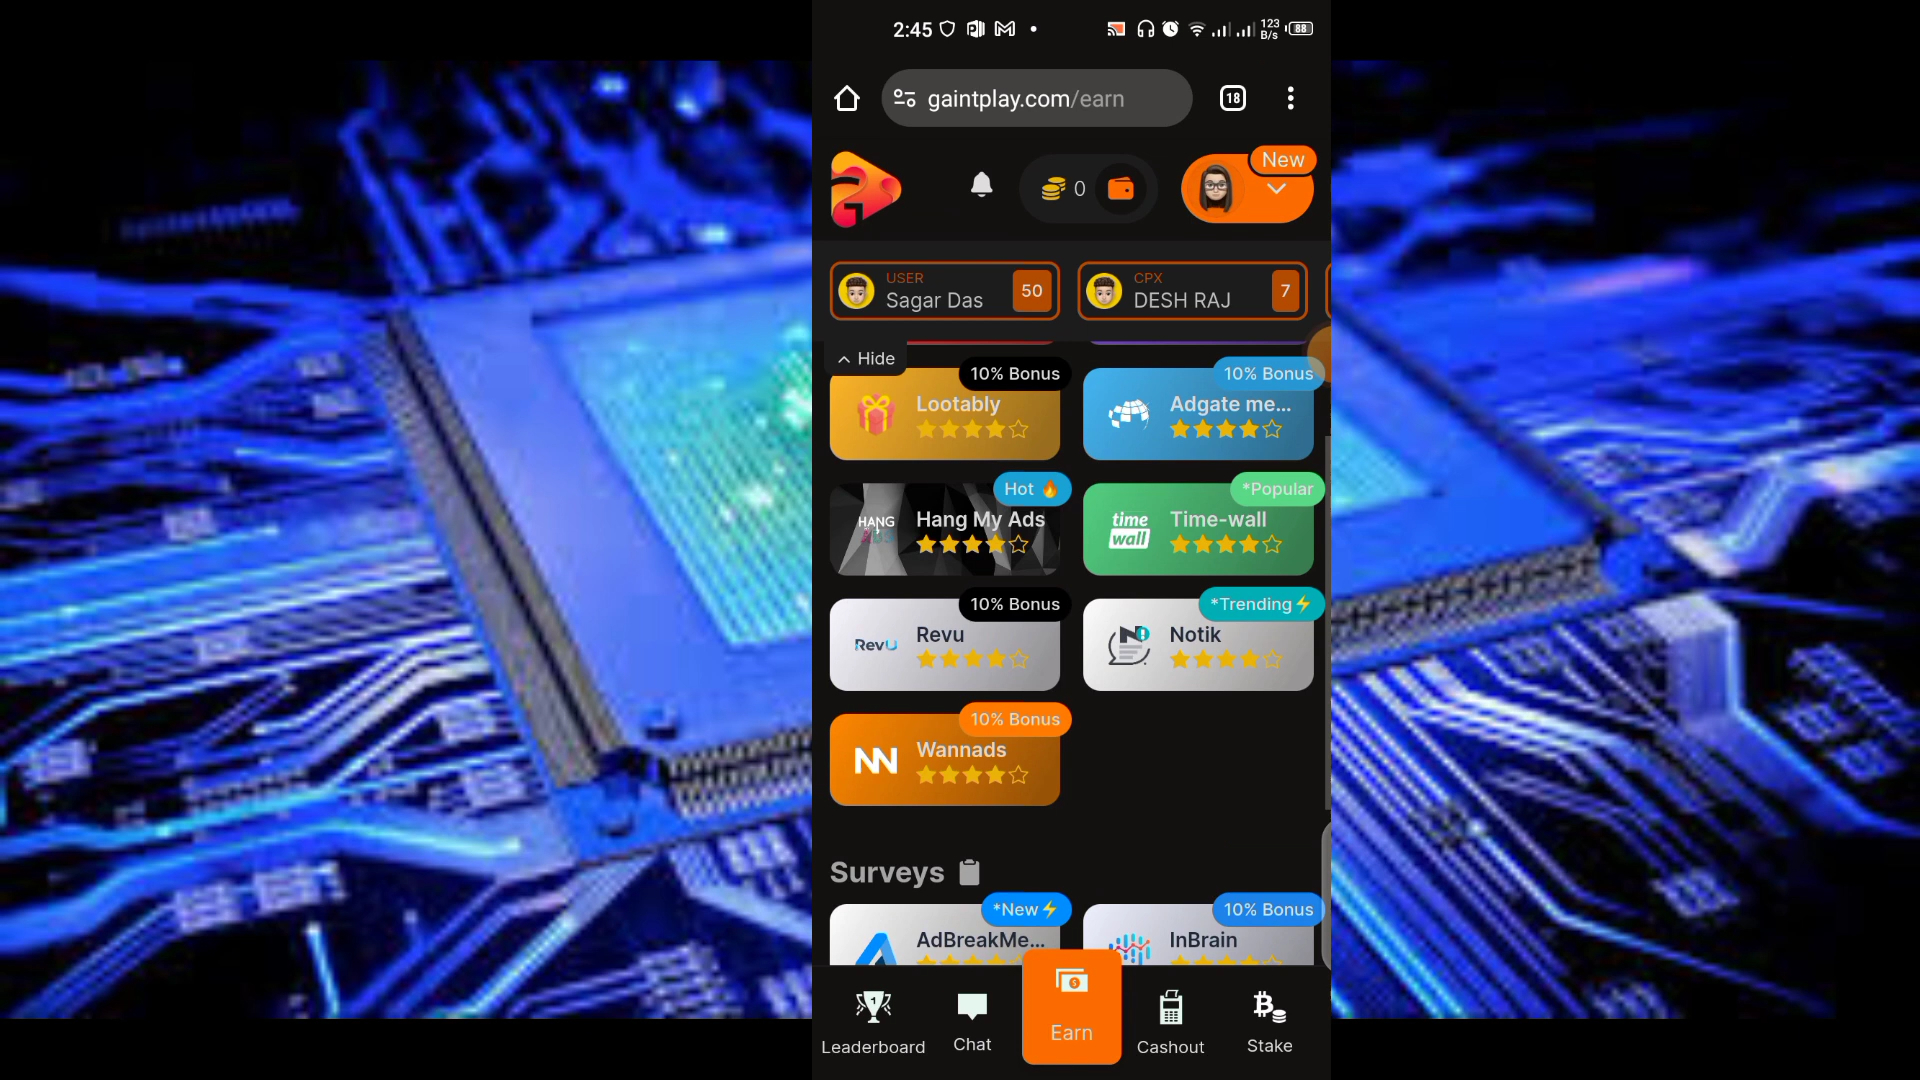 2:45
123
B/s
88
gaintplay.com/earn
18
0
New
USER
Sagar Das
50
CPX
DESH RAJ
7
Hide
10% Bonus
Lootably
10% Bonus
Adgate me...
Hot
HANG
Hang My Ads
*Popular
time
wall
Time-wall
10% Bonus
RevU
Revu
*Trending
Notik
10% Bonus
Wannads
Surveys
*New
AdBreakMe...
10% Bonus
InBrain
Leaderboard
Chat
Earn
Cashout
Stake